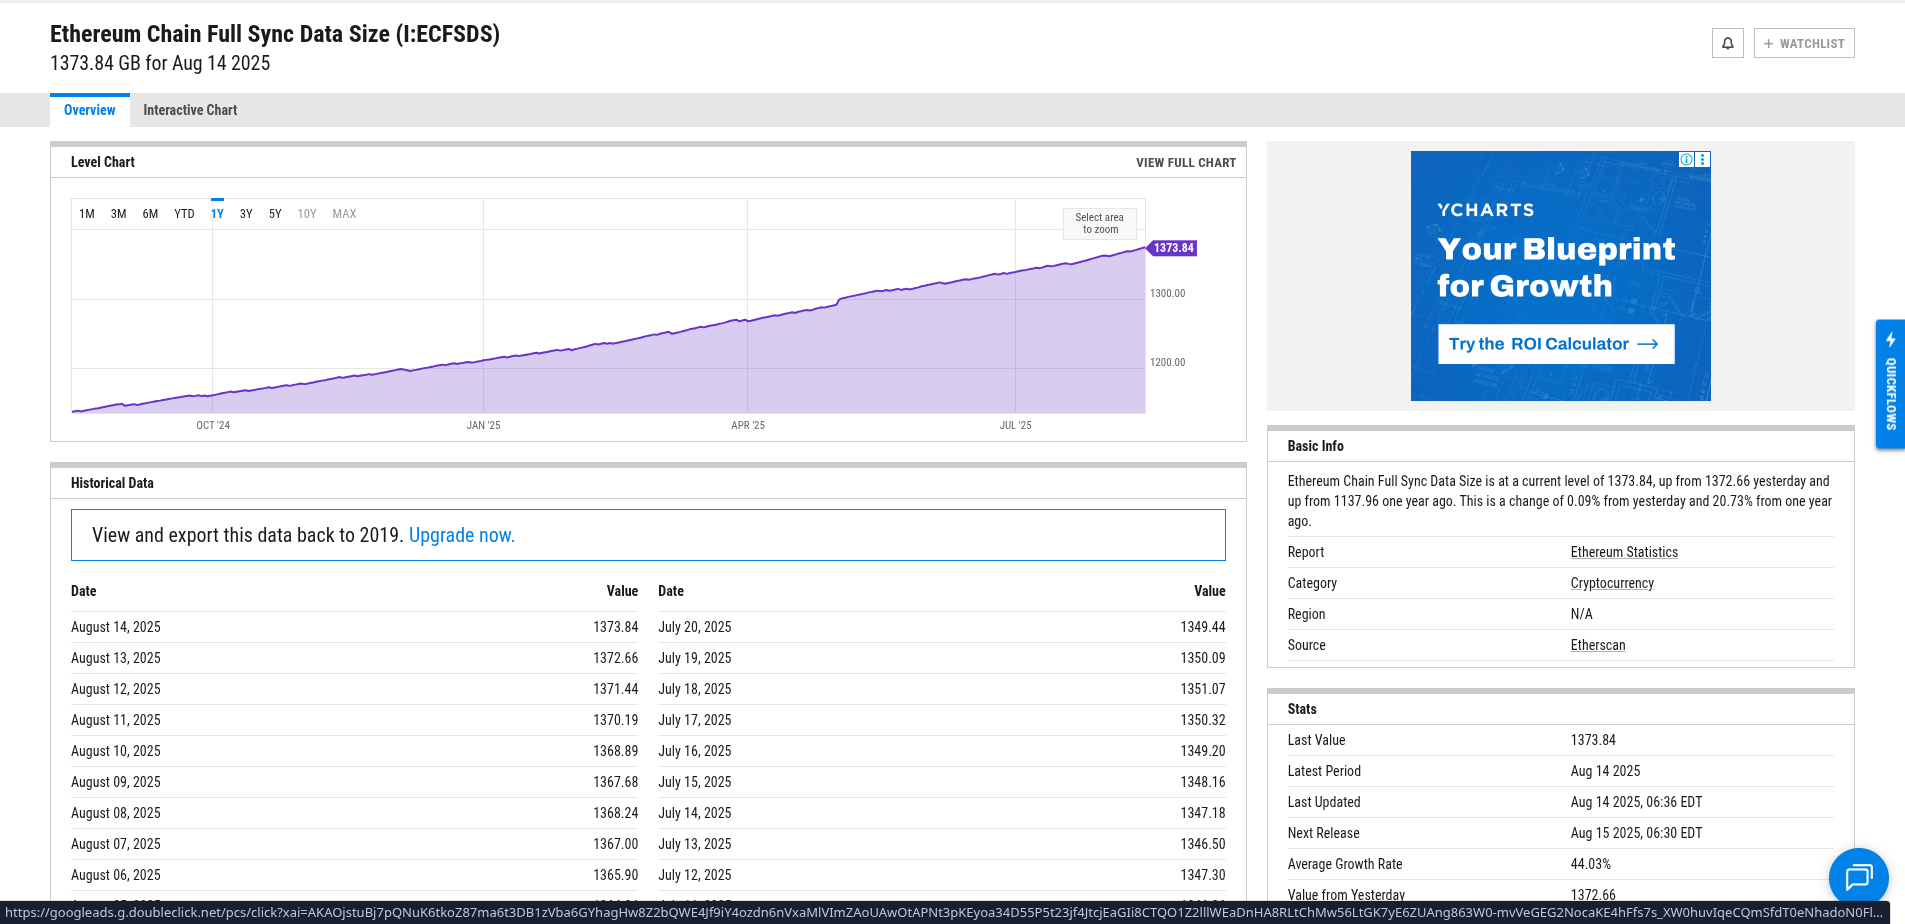 Ethereum Chain Full Sync Data Size (I:ECFSDS)
1373.84 GB for Aug 14 2025
+ WATCHLIST
Overview
Interactive Chart
Level Chart
VIEW FULL CHART
1M 3M 6M YTD 1Y 3Y 5Y 10Y MAX
Select area
to zoom
1373.84
1300.00
1200.00
OCT '24 JAN '25 APR '25 JUL '25
Historical Data
View and export this data back to 2019. Upgrade now.
Date Value Date Value
August 14, 2025 1373.84 July 20, 2025 1349.44
August 13, 2025 1372.66 July 19, 2025 1350.09
August 12, 2025 1371.44 July 18, 2025 1351.07
August 11, 2025 1370.19 July 17, 2025 1350.32
August 10, 2025 1368.89 July 16, 2025 1349.20
August 09, 2025 1367.68 July 15, 2025 1348.16
August 08, 2025 1368.24 July 14, 2025 1347.18
August 07, 2025 1367.00 July 13, 2025 1346.50
August 06, 2025 1365.90 July 12, 2025 1347.30
YCHARTS
Your Blueprint
for Growth
Try the ROI Calculator →
QUICKFLOWS
Basic Info
Ethereum Chain Full Sync Data Size is at a current level of 1373.84, up from 1372.66 yesterday and
up from 1137.96 one year ago. This is a change of 0.09% from yesterday and 20.73% from one year
ago.
Report Ethereum Statistics
Category Cryptocurrency
Region N/A
Source Etherscan
Stats
Last Value 1373.84
Latest Period Aug 14 2025
Last Updated Aug 14 2025, 06:36 EDT
Next Release Aug 15 2025, 06:30 EDT
Average Growth Rate 44.03%
Value from Yesterday 1372.66
https://googleads.g.doubleclick.net/pcs/click?xai=AKAOjstuBj7pQNuK6tkoZ87ma6t3DB1zVba6GYhagHw8Z2bQWE4Jf9iY4ozdn6nVxaMlVImZAoUAwOtAPNt3pKEyoa34D55P5t23jf4JtcjEaGIi8CTQO1Z2lllWEaDnHA8RLtChMw56LtGK7yE6ZUAng863W0-mvVeGEG2NocaKE4hFfs7s_XW0huvIqeCQmSfdT0eNhadoN0Fl...